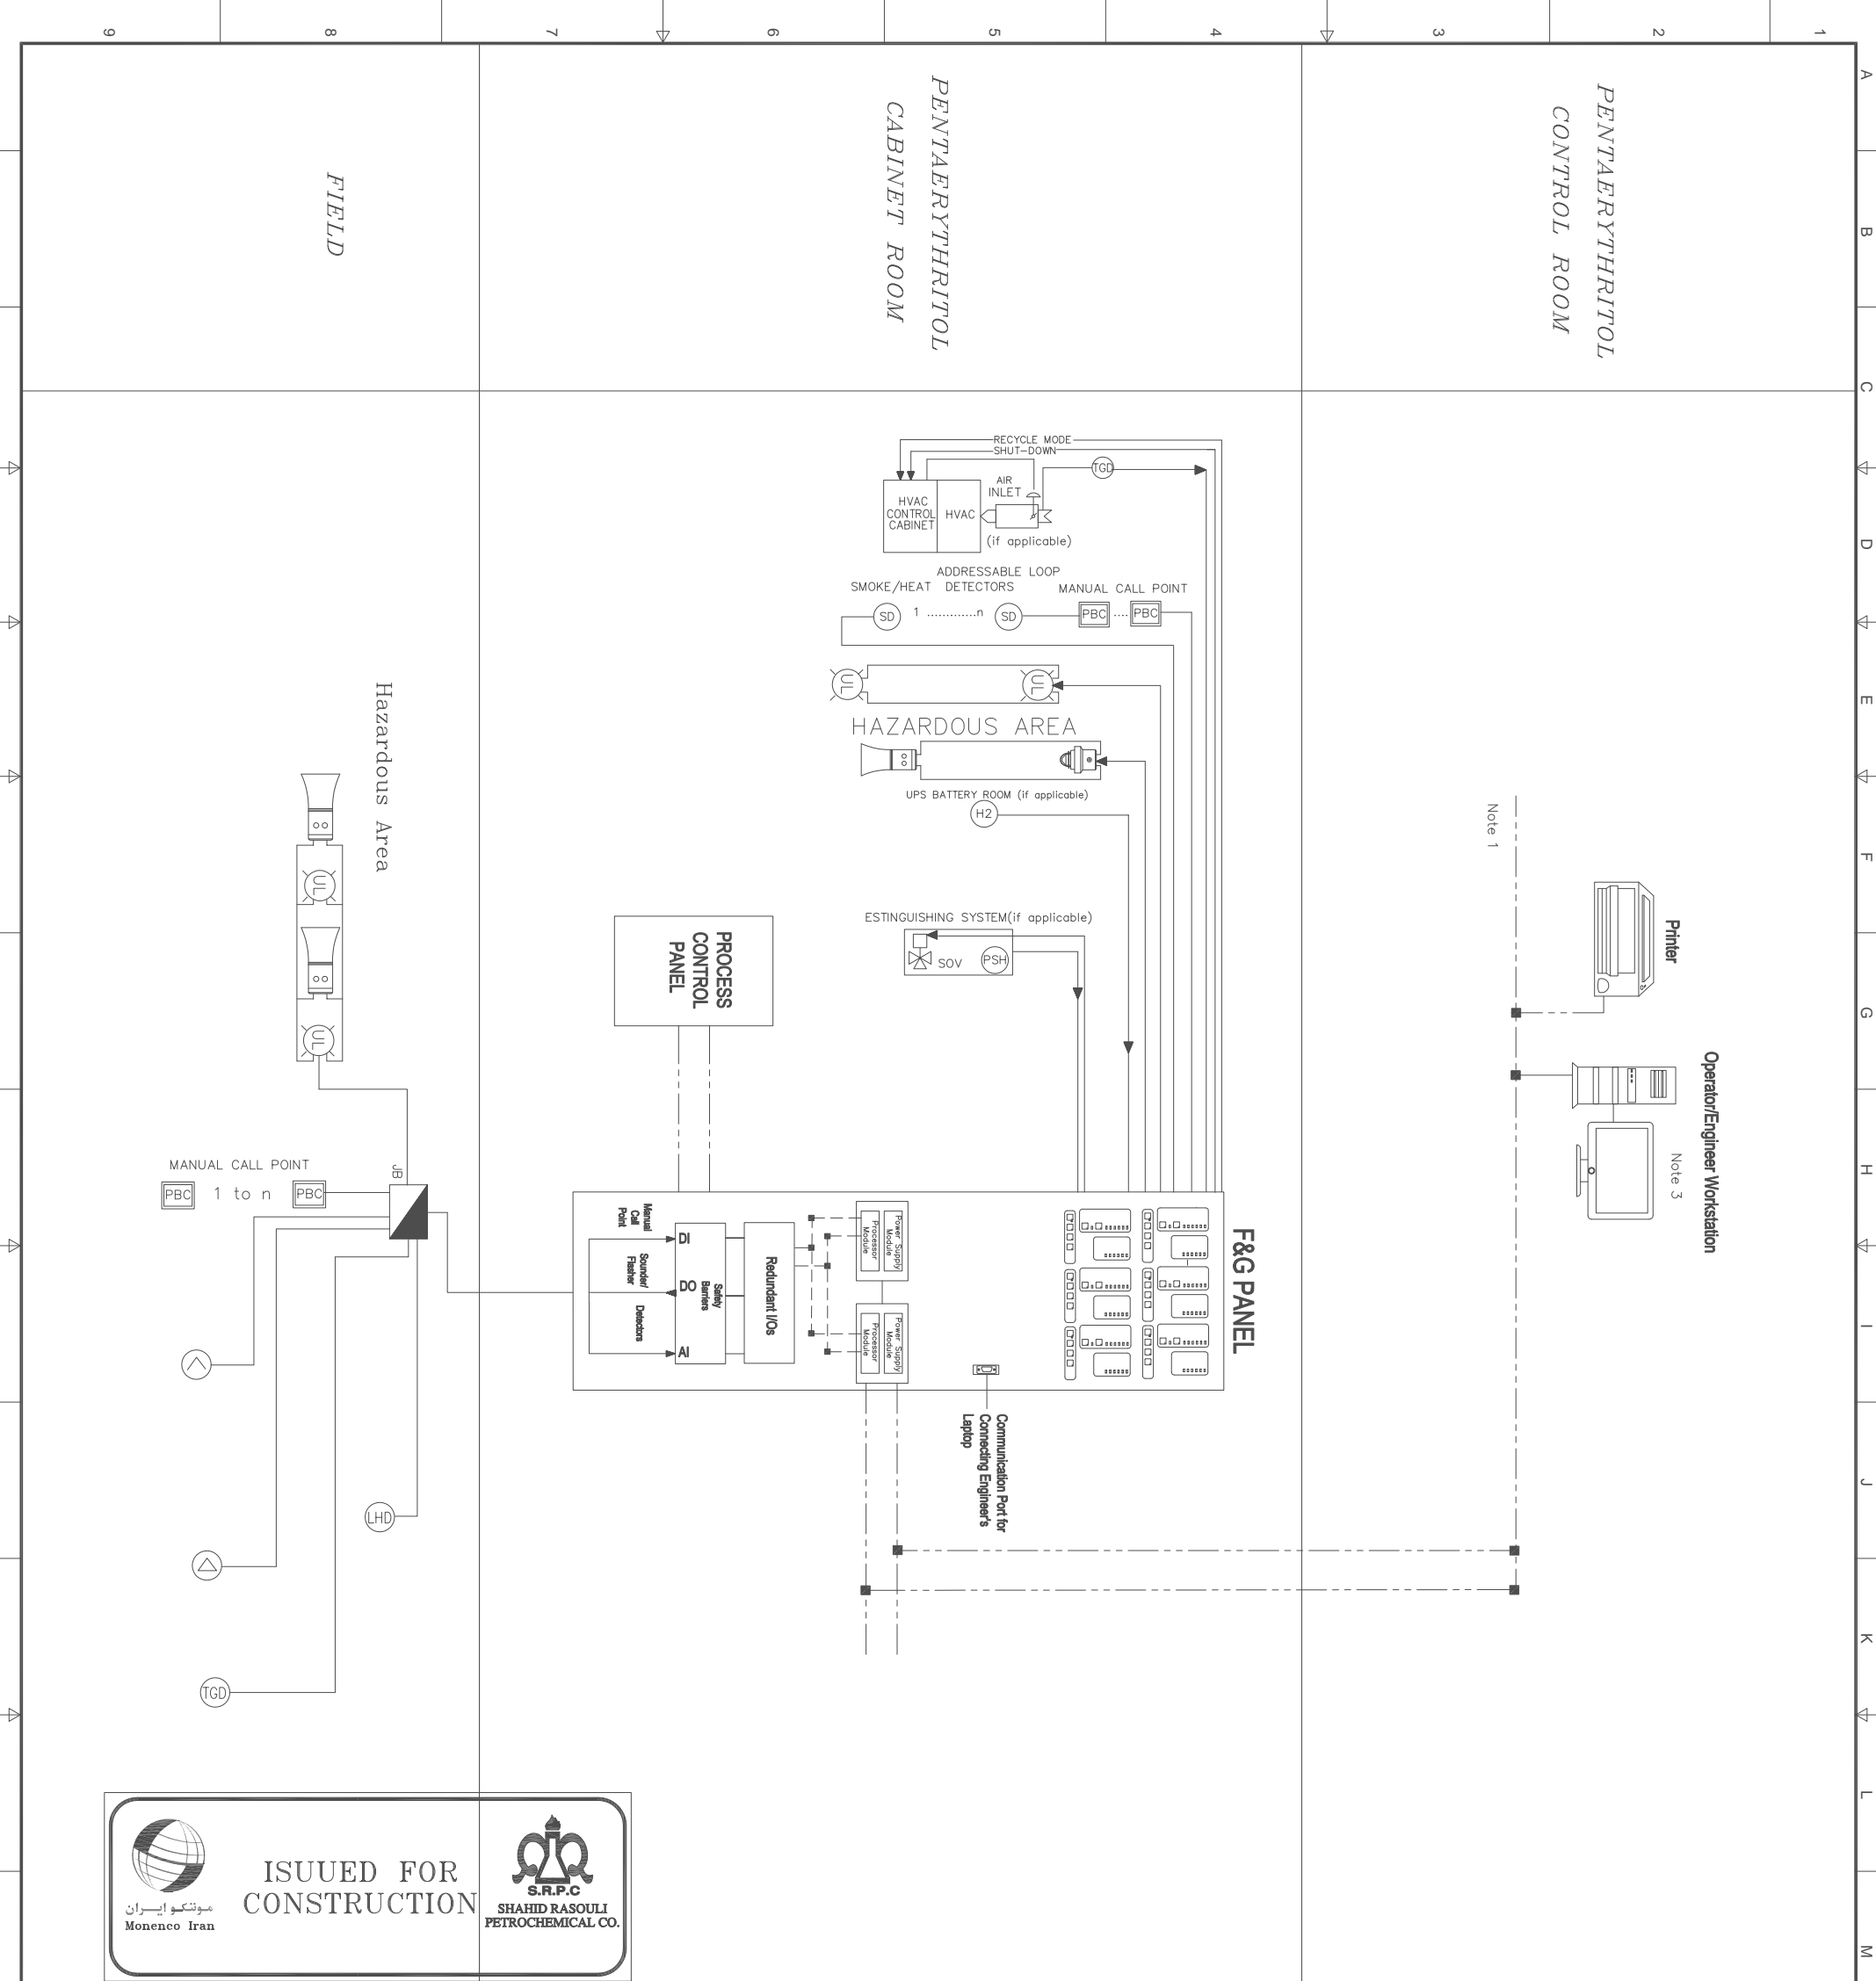 9
8
7
6
5
4
3
2
1
A
B
C
D
E
F
G
H
I
J
K
L
M
PENTAERYTHRITOL
CONTROL ROOM
PENTAERYTHRITOL
CABINET ROOM
FIELD
RECYCLE MODE
SHUT-DOWN
TGD
AIR
INLET
HVAC
CONTROL
CABINET
HVAC
(if applicable)
ADDRESSABLE LOOP
SMOKE/HEAT DETECTORS
MANUAL CALL POINT
SD
1 .............n
SD
PBC
....
PBC
UL
UL
HAZARDOUS AREA
UPS BATTERY ROOM (if applicable)
H2
ESTINGUISHING SYSTEM(if applicable)
SOV
PSH
Note 1
Printer
Operator/Engineer Workstation
Note 3
PROCESS
CONTROL
PANEL
F&G PANEL
Power Supply
Module
Processor
Module
Power Supply
Module
Processor
Module
Redundant I/Os
Safety
Barriers
DI
DO
AI
Manual
Call
Point
Sounder/
Flasher
Detectors
Communication Port for
Connecting Engineer's
Laptop
Hazardous Area
UL
UL
JB
MANUAL CALL POINT
PBC
1 to n
PBC
LHD
TGD
ISUUED FOR
CONSTRUCTION
موننکو ایران
Monenco Iran
S.R.P.C
SHAHID RASOULI
PETROCHEMICAL CO.